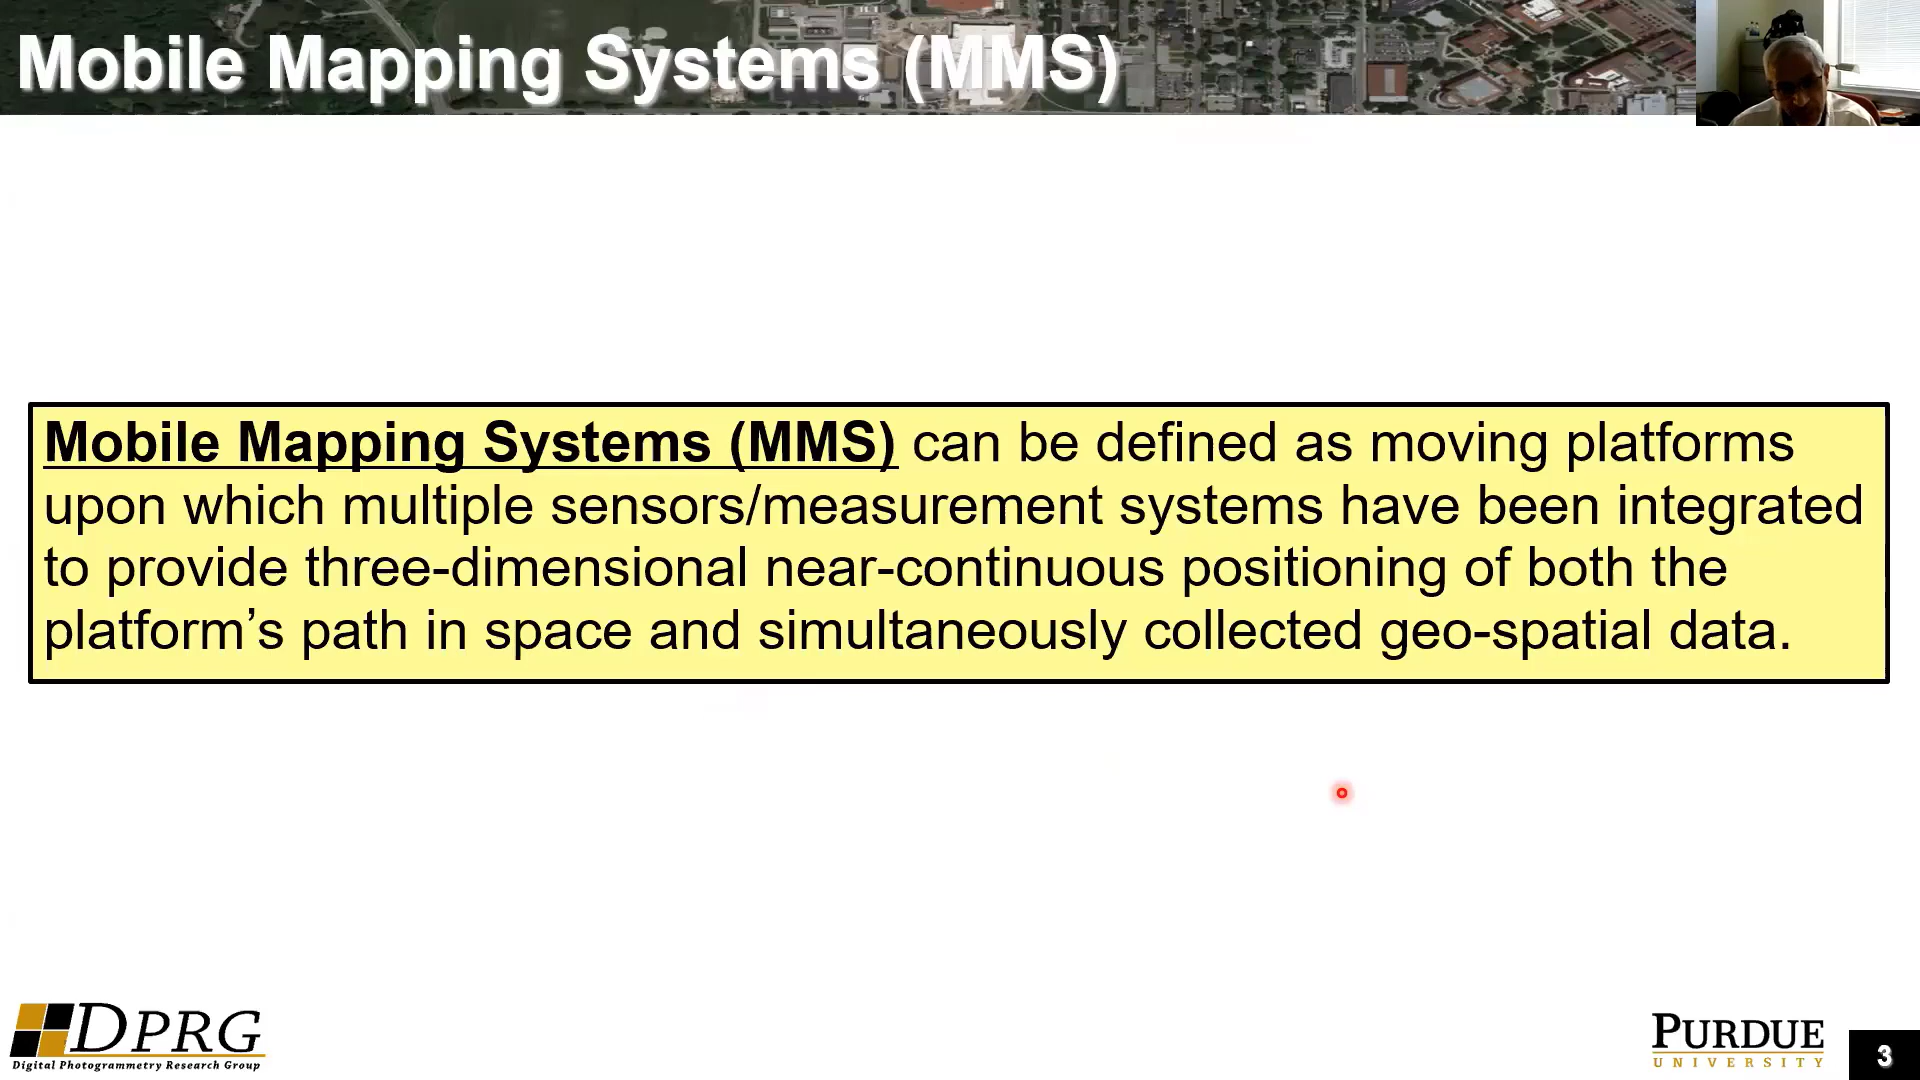 Mobile Mapping Systems (MMS)
Mobile Mapping Systems (MMS) can be defined as moving platforms
upon which multiple sensors/measurement systems have been integrated
to provide three-dimensional near-continuous positioning of both the
platform’s path in space and simultaneously collected geo-spatial data.
DPRG
Digital Photogrammetry Research Group
PURDUE
UNIVERSITY
3